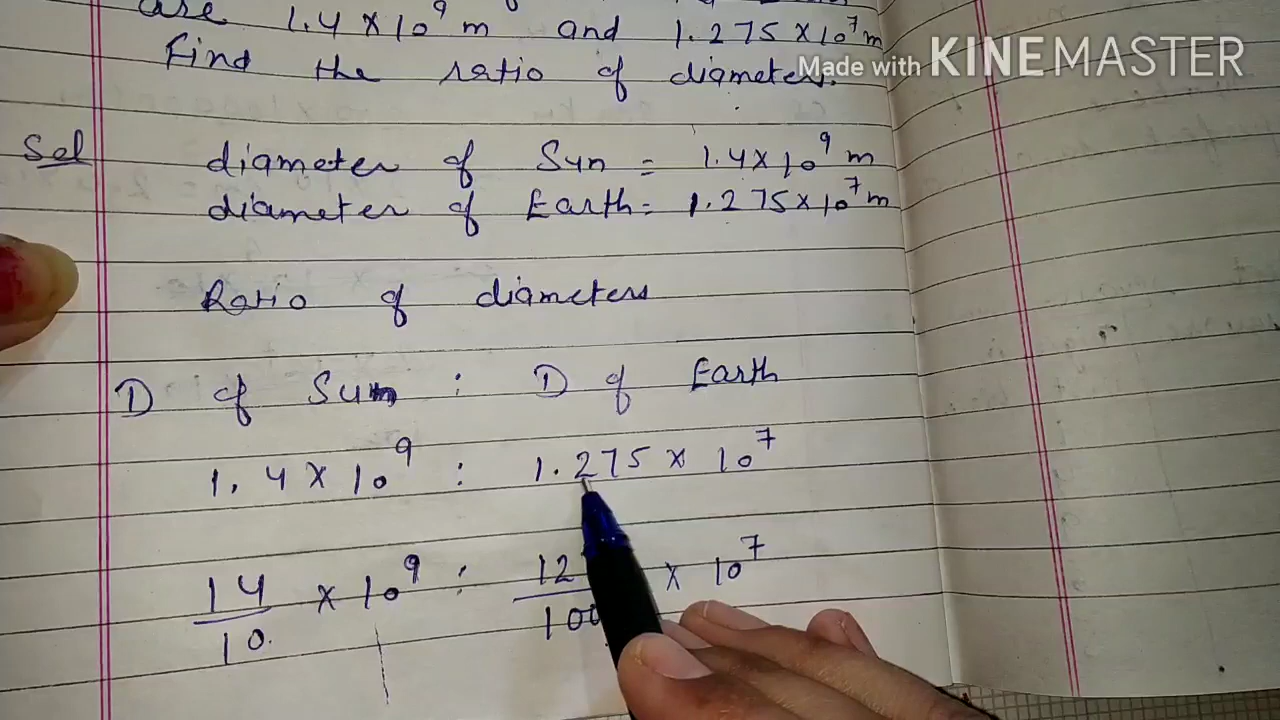 are 1.4 × 10⁹ m and 1.275 × 10⁷ m
Find the ratio of diameters.
Made with KINEMASTER
Sol
diameter of Sun = 1.4 × 10⁹ m
diameter of Earth = 1.275 × 10⁷ m
Ratio of diameters
D of Sun : D of Earth
1.4 × 10⁹ : 1.275 × 10⁷
14/10 × 10⁹ : 12/100 × 10⁷